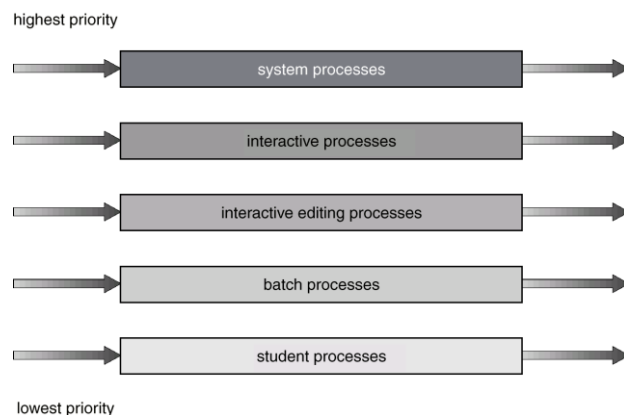 highest priority
system processes
interactive processes
interactive editing processes
batch processes
student processes
lowest priority